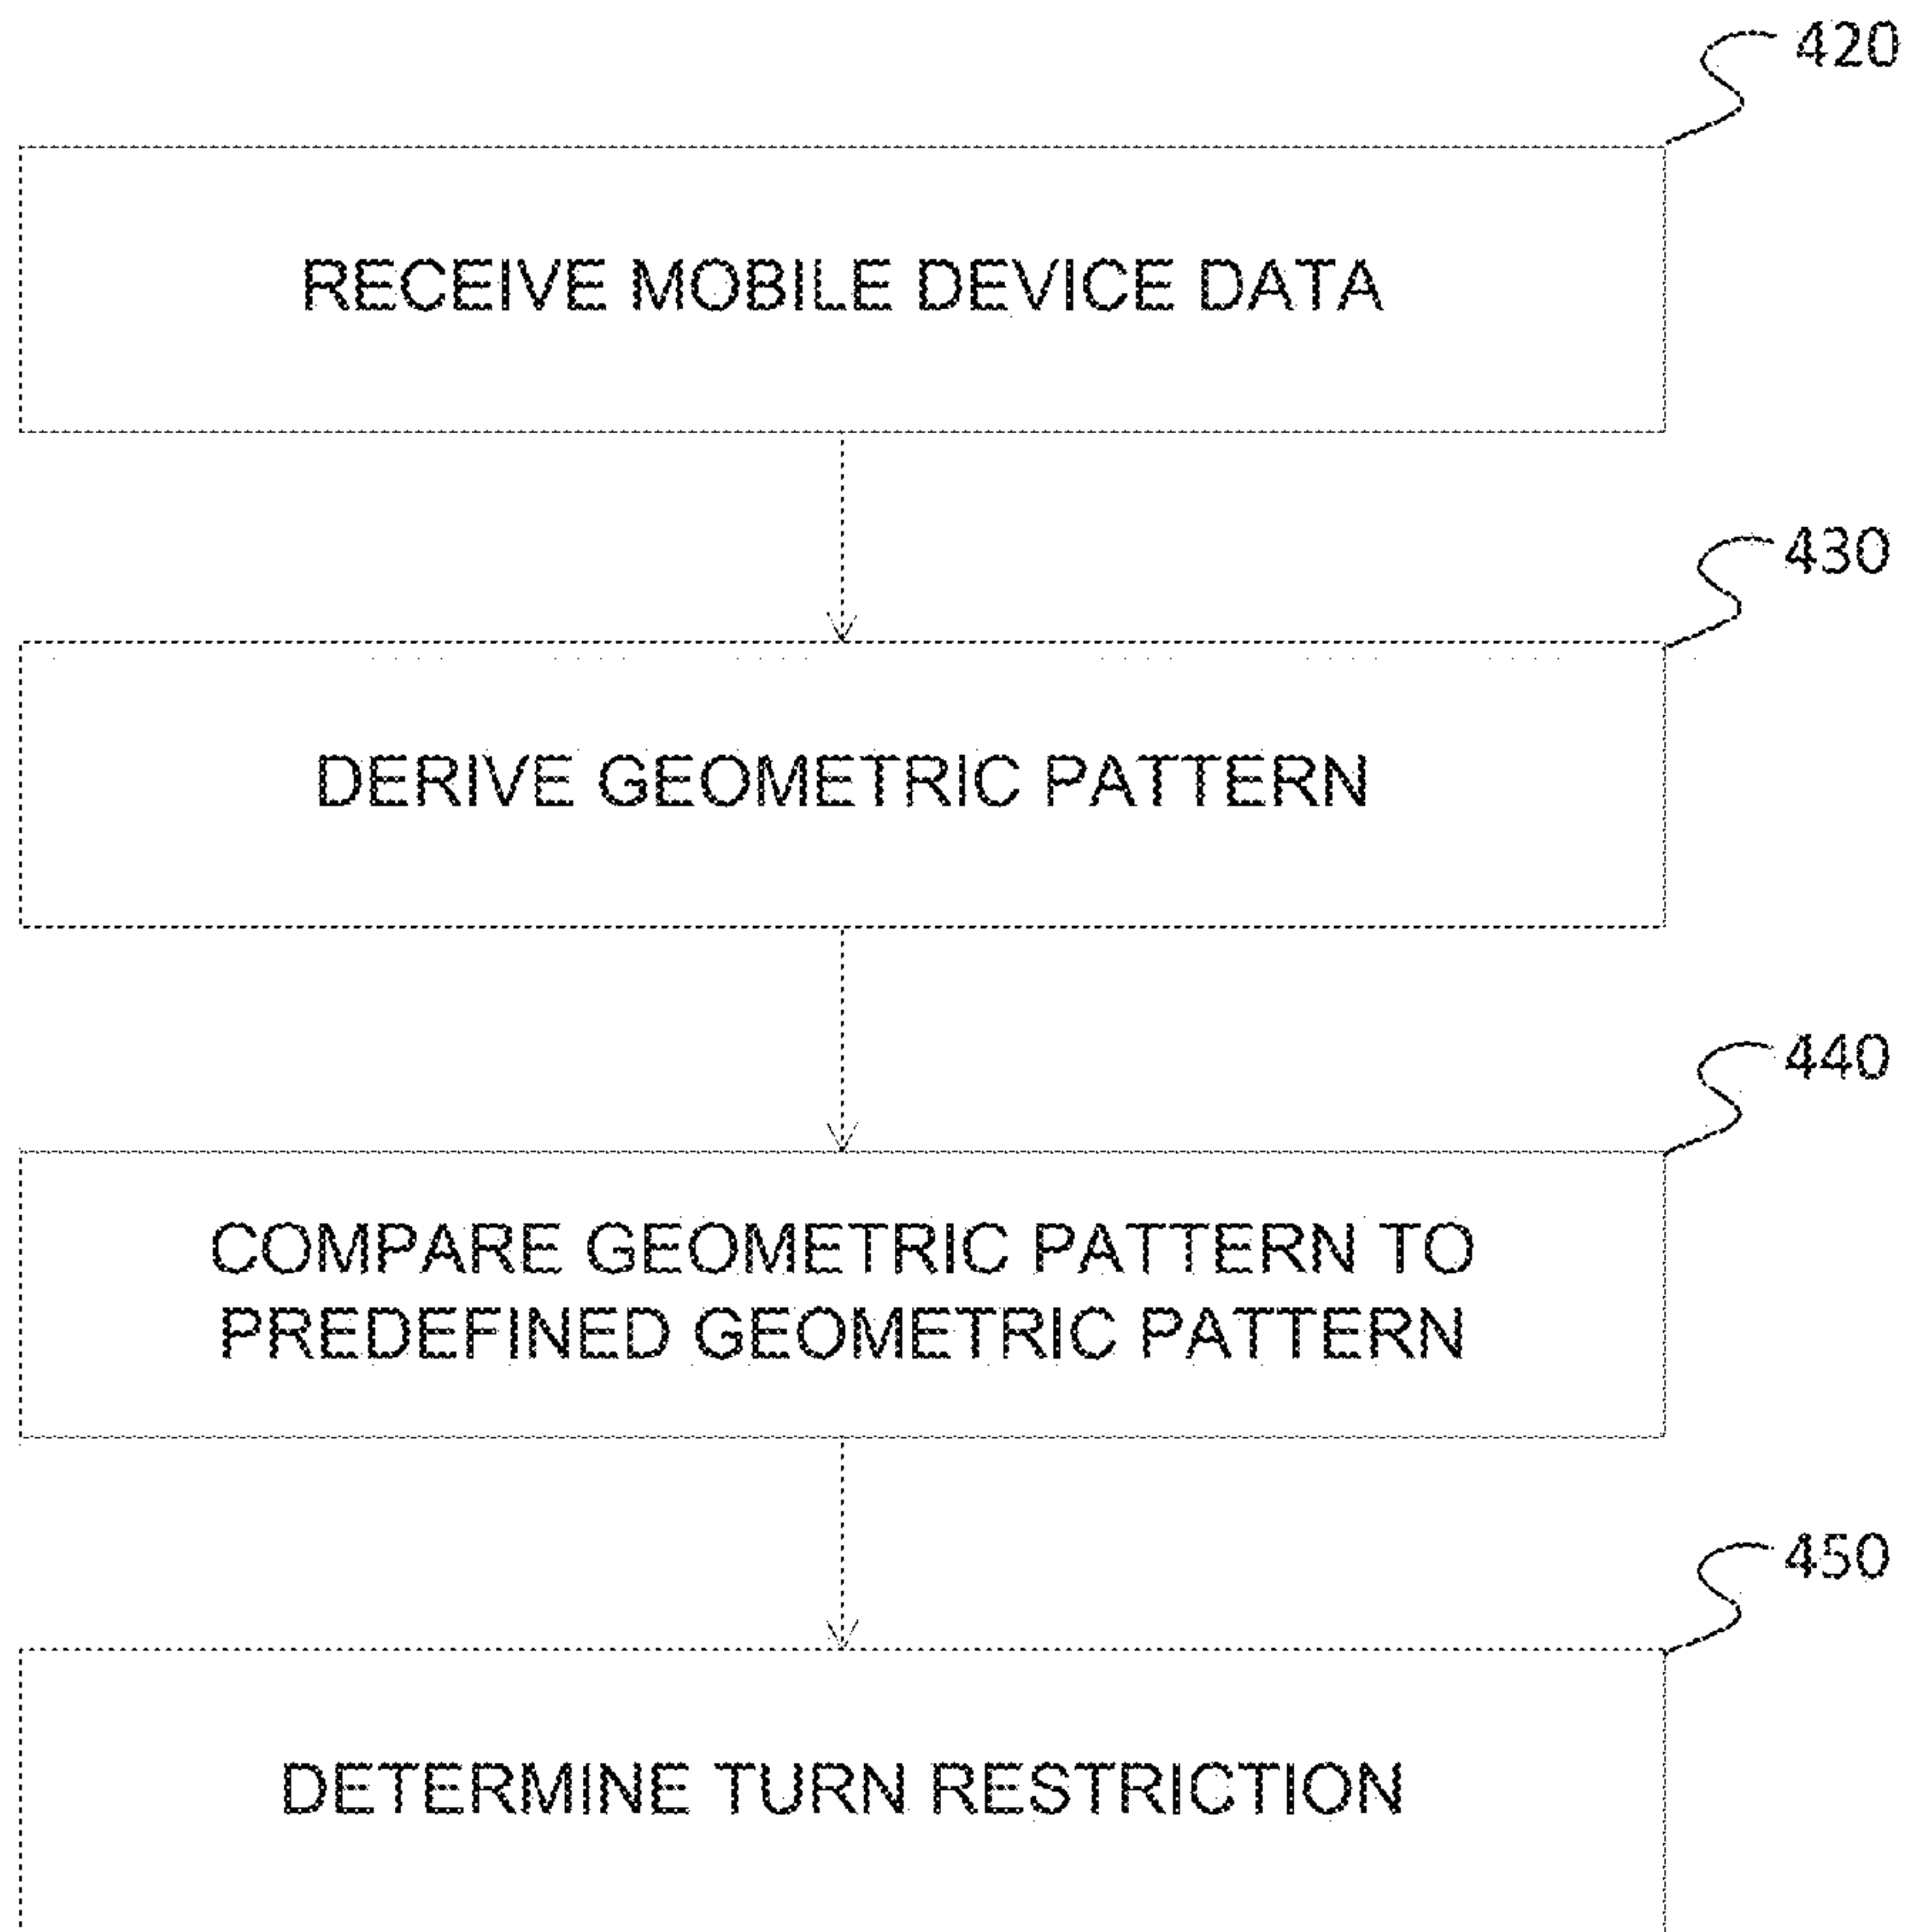 420
RECEIVE MOBILE DEVICE DATA
430
DERIVE GEOMETRIC PATTERN
440
COMPARE GEOMETRIC PATTERN TO
PREDEFINED GEOMETRIC PATTERN
450
DETERMINE TURN RESTRICTION